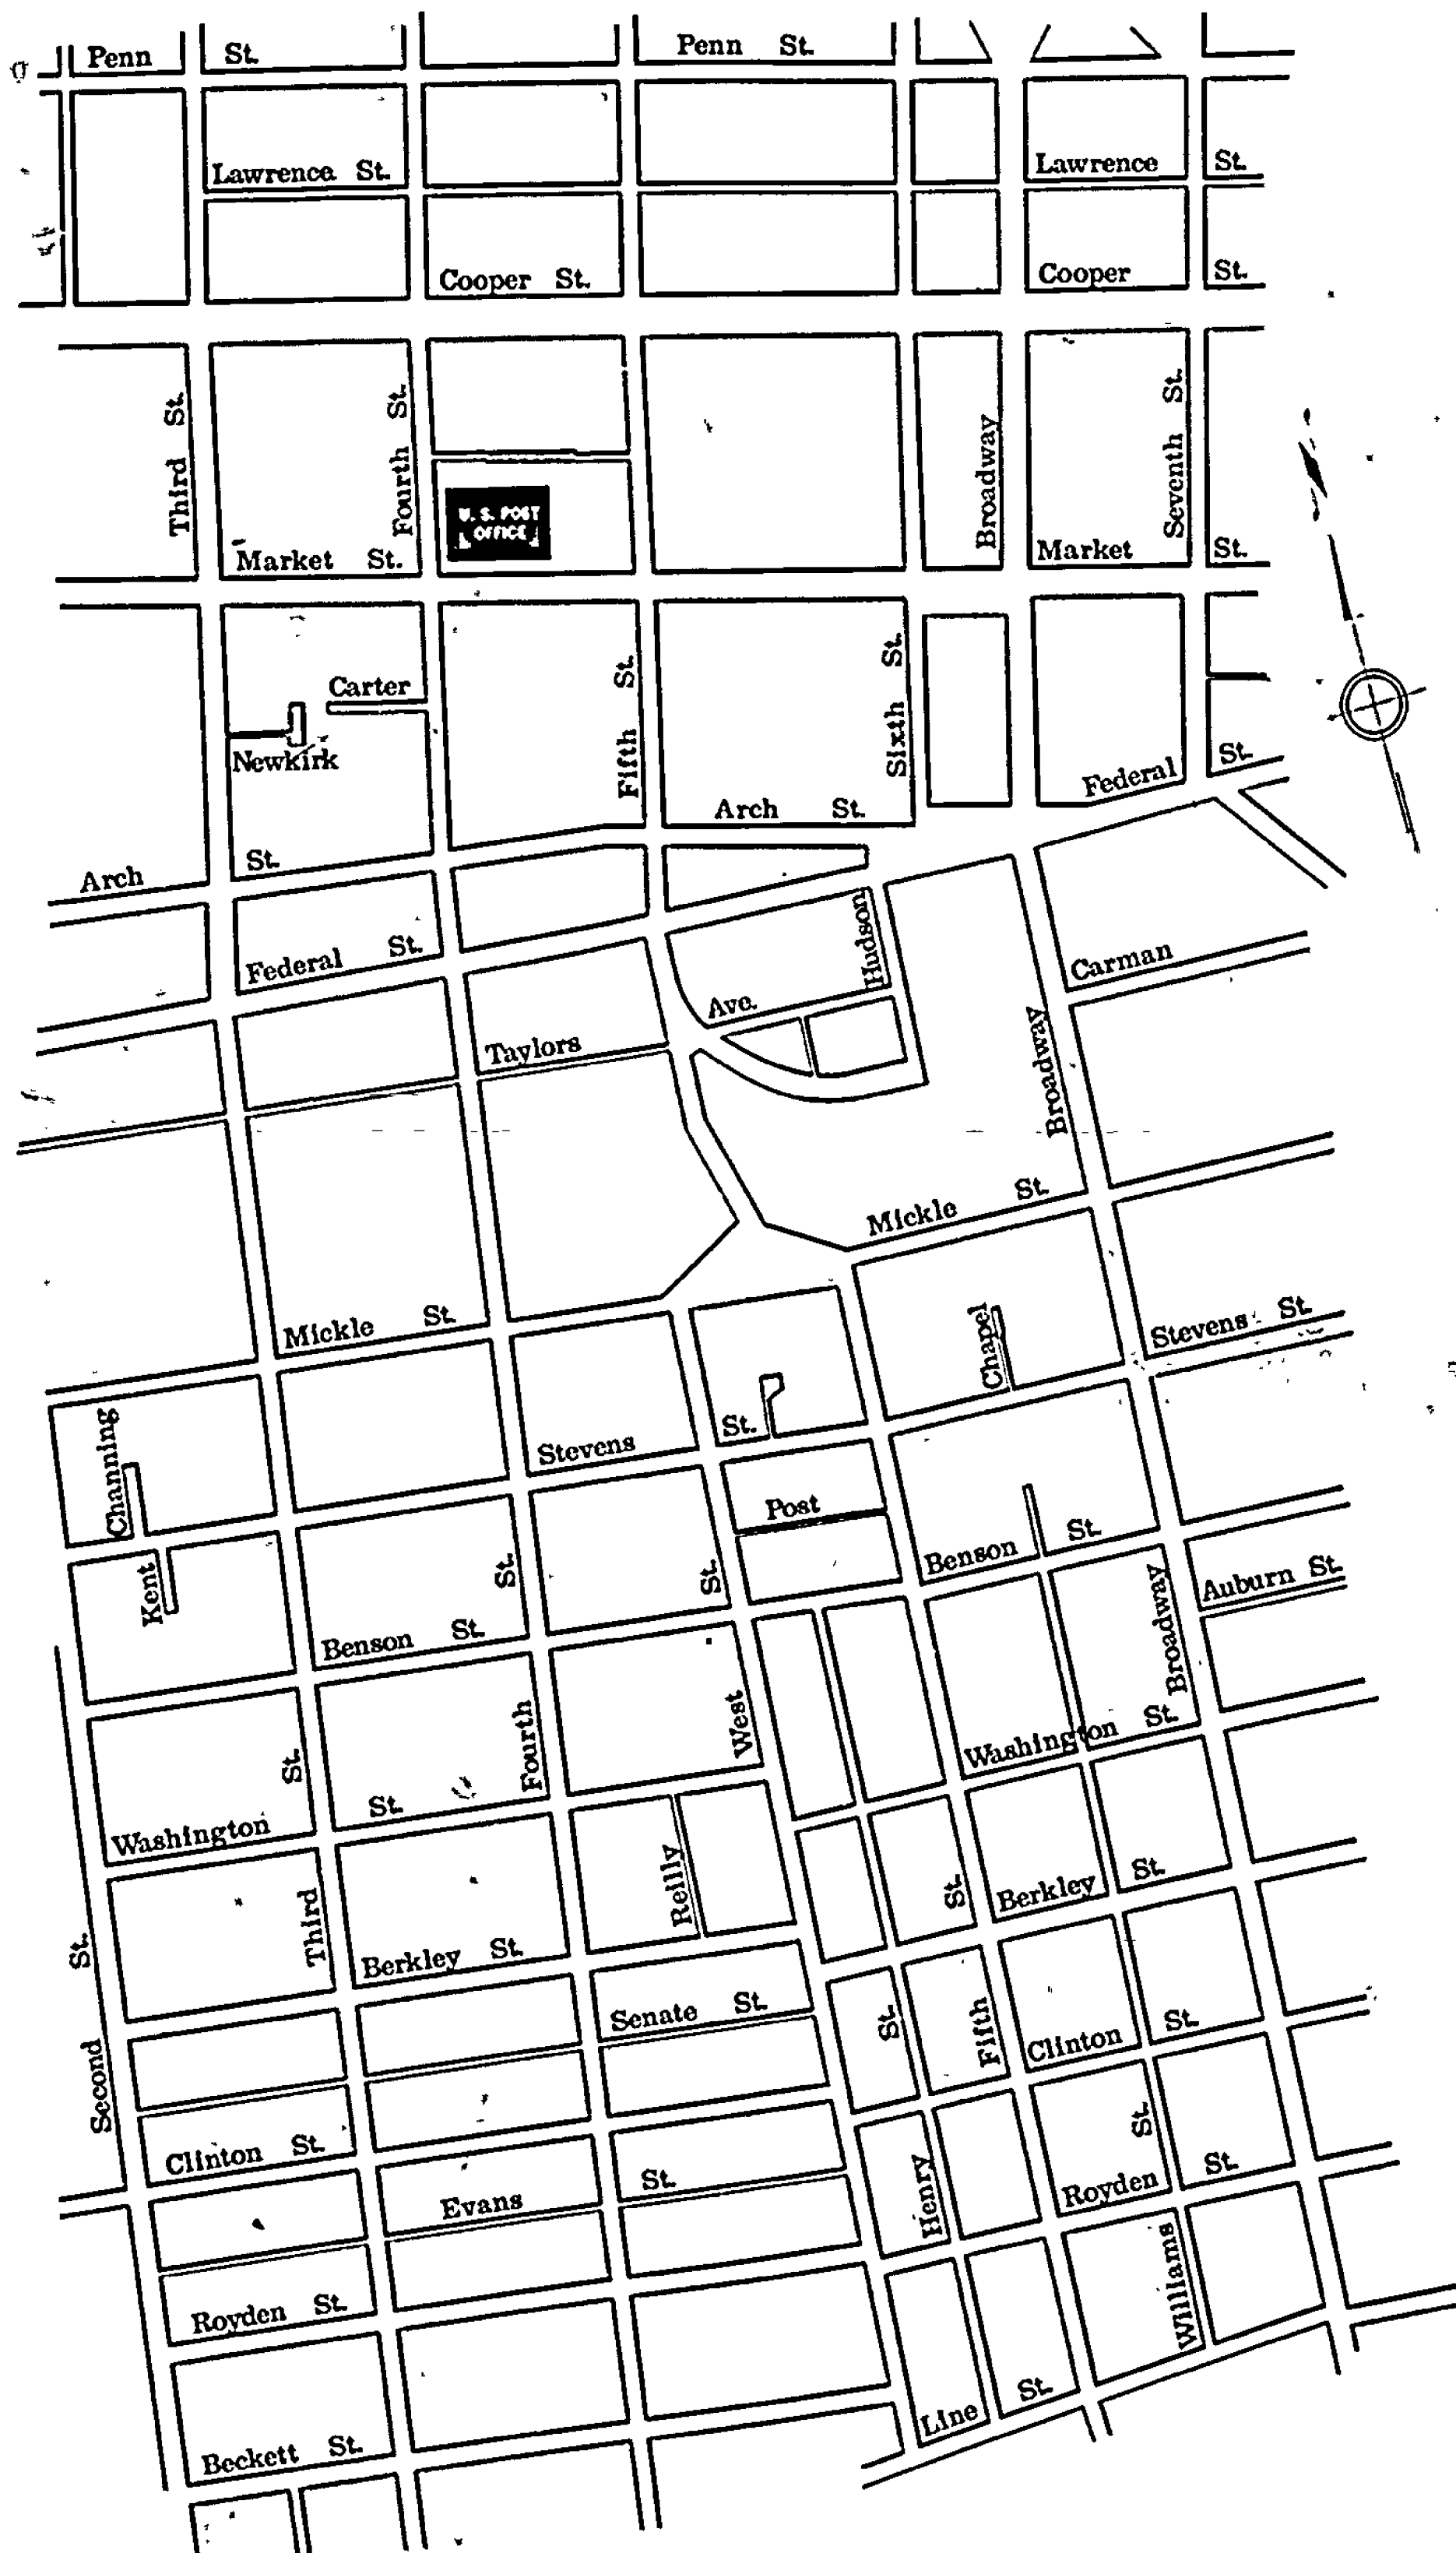 Penn St. Penn St.
Lawrence St. Lawrence St.
Cooper St. Cooper St.
Third St. Fourth St. Broadway Seventh St.
U. S. POST
OFFICE
Market St. Market St.
Carter
Newkirk
Fifth St. Sixth St.
Federal St.
Arch St.
Arch St.
Hudson
Federal St.
Carman
Ave.
Taylors
Broadway
Mickle St.
Mickle St.
Stevens St.
Chapel
Channing
Stevens St.
Post
Benson St.
Kent
Auburn St.
Benson St.
Broadway
West St.
Fourth St.
Washington St.
Washington St.
Reilly
Berkley St.
Third St.
Berkley St.
Senate St.
Fifth St.
Clinton St.
Second St.
Clinton St.
Evans St.
Henry St.
Royden St.
Royden St.
Williams St.
Line St.
Beckett St.